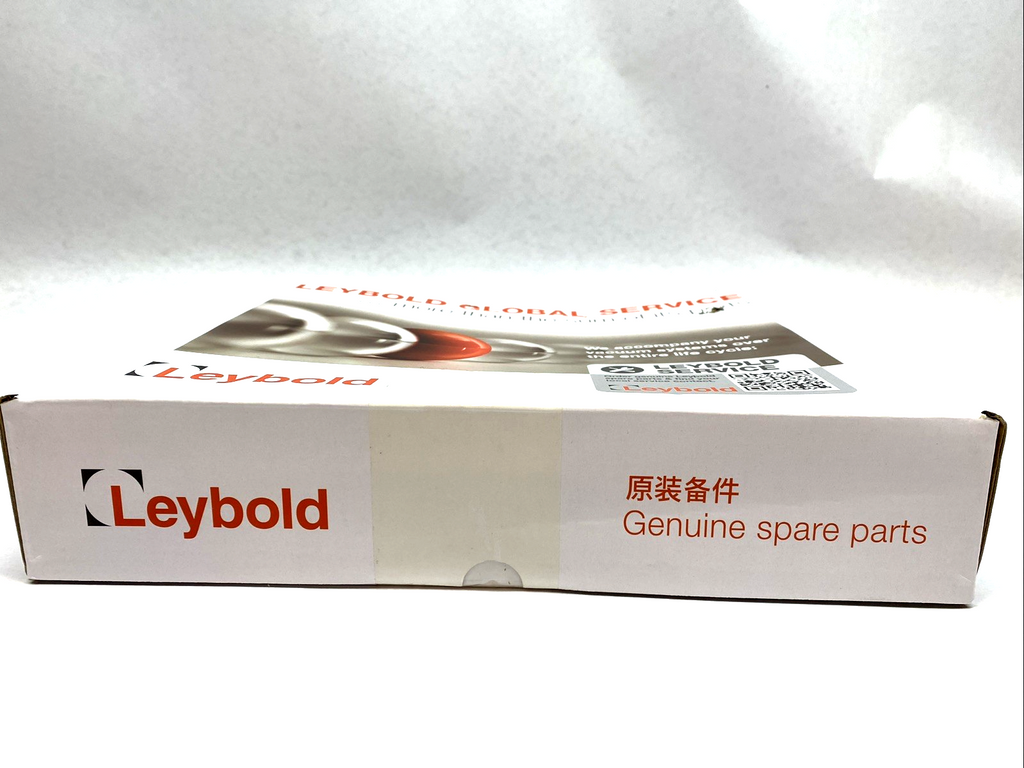 LEYBOLD GLOBAL SERVICE
We accompany your
vacuum systems over
the entire life cycle:
Leybold
LEYBOLD
SERVICE
Leybold
Leybold
原装备件
Genuine spare parts